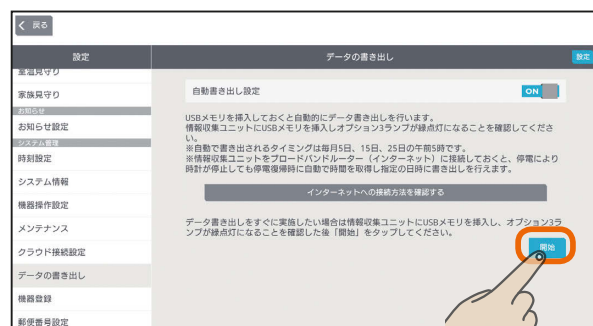 戻る
設定
データの書き出し
設定
室温見守り
家族見守り
お知らせ
お知らせ設定
システム管理
時刻設定
システム情報
機器操作設定
メンテナンス
クラウド接続設定
データの書き出し
機器登録
郵便番号設定
自動書き出し設定
ON
USBメモリを挿入しておくと自動的にデータ書き出しを行います。
情報収集ユニットにUSBメモリを挿入しオプション3ランプが緑点灯になることを確認してくださ
い。
※自動で書き出されるタイミングは毎月5日、15日、25日の午前5時です。
※情報収集ユニットをブロードバンドルーター（インターネット）に接続しておくと、停電により
時計が停止しても停電復帰時に自動で時間を取得し指定の日時に書き出しを行えます。
インターネットへの接続方法を確認する
データ書き出しをすぐに実施したい場合は情報収集ユニットにUSBメモリを挿入し、オプション3ラ
ンプが緑点灯になることを確認した後「開始」をタップしてください。
開始